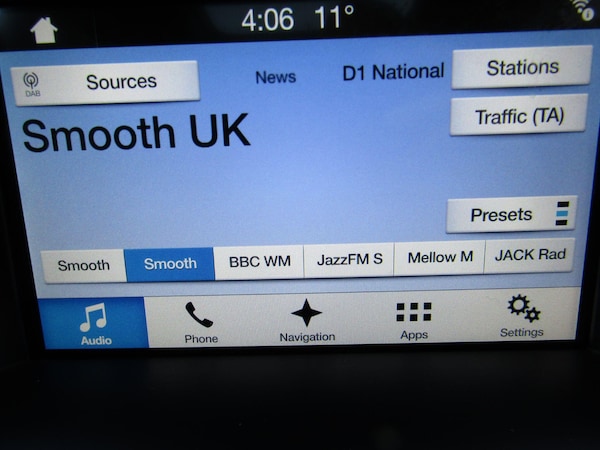 4:06 11°
DAB Sources News D1 National Stations
Smooth UK
Traffic (TA)
Presets
Smooth Smooth BBC WM JazzFM S Mellow M JACK Rad
Audio Phone Navigation Apps Settings